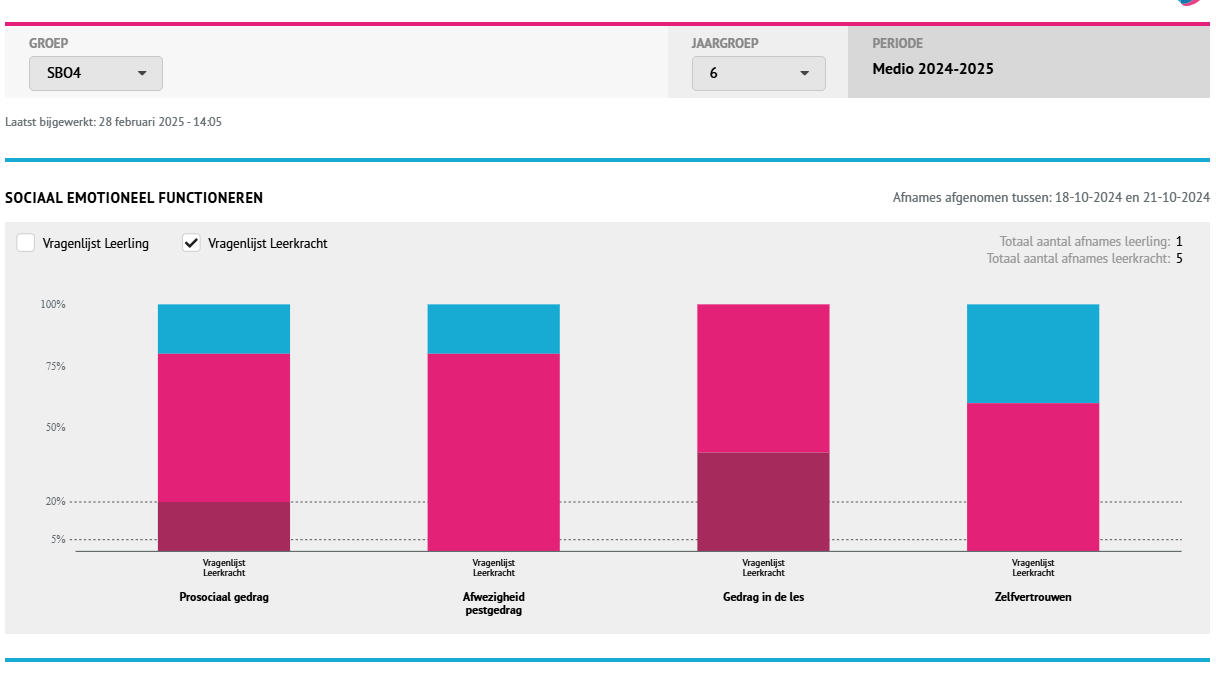 GROEP
SBO4
JAARGROEP
6
PERIODE
Medio 2024-2025
Laatst bijgewerkt: 28 februari 2025 - 14:05
SOCIAAL EMOTIONEEL FUNCTIONEREN
Afnames afgenomen tussen: 18-10-2024 en 21-10-2024
Vragenlijst Leerling
Vragenlijst Leerkracht
Totaal aantal afnames leerling: 1
Totaal aantal afnames leerkracht: 5
100%
75%
50%
20%
5%
Vragenlijst
Leerkracht
Prosociaal gedrag
Vragenlijst
Leerkracht
Afwezigheid
pestgedrag
Vragenlijst
Leerkracht
Gedrag in de les
Vragenlijst
Leerkracht
Zelfvertrouwen